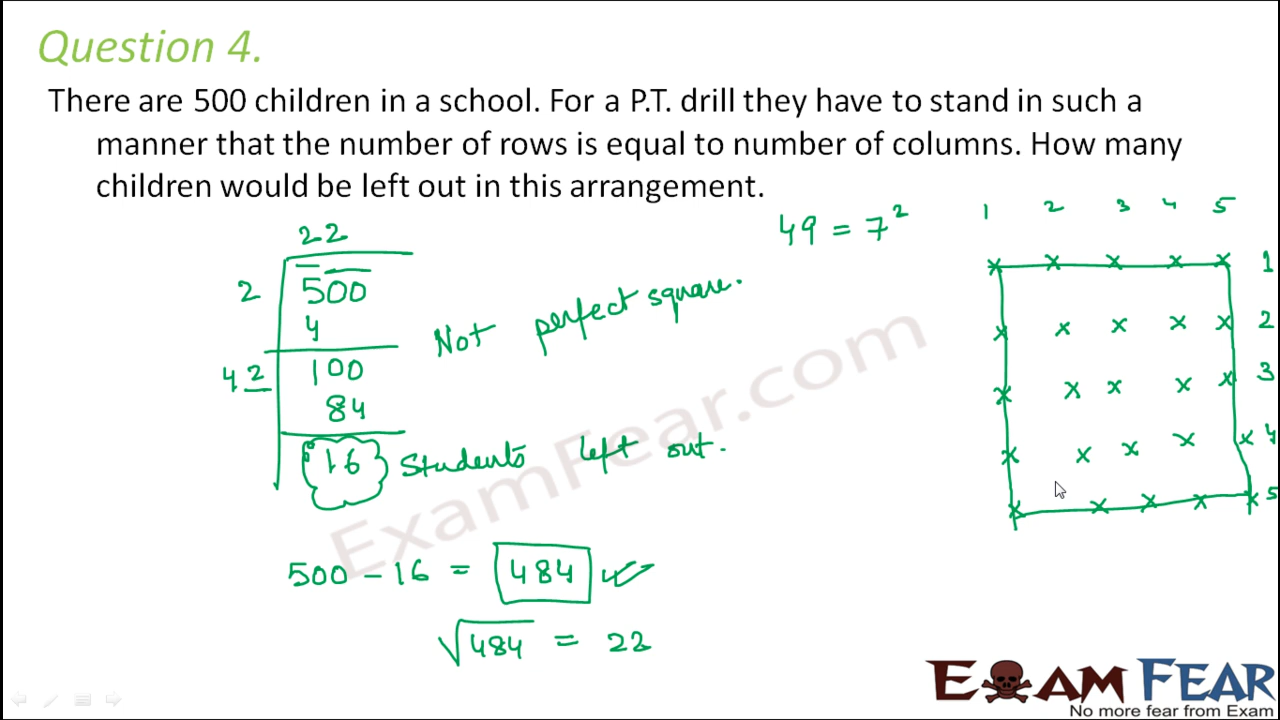 Question 4.
There are 500 children in a school. For a P.T. drill they have to stand in such a
manner that the number of rows is equal to number of columns. How many
children would be left out in this arrangement.
49 = 7²
1 2 3 4 5
22
2 500
4
Not perfect square.
42 100
84
16 Students left out.
500 - 16 = 484
√484 = 22
1
2
3
4
5
ExamFear.com
EXAM FEAR
No more fear from Exam